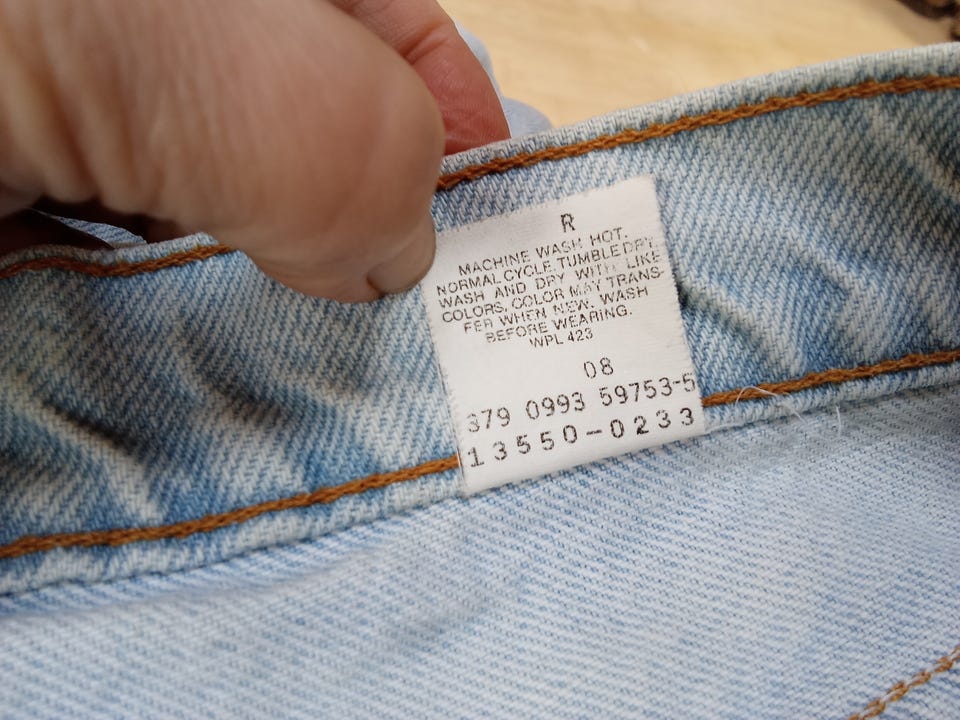 R
MACHINE WASH HOT.
NORMAL CYCLE. TUMBLE DRY.
WASH AND DRY WITH LIKE
COLORS. COLOR MAY TRANS-
FER WHEN NEW. WASH
BEFORE WEARING.
WPL 423
08
379 0993 59753-5
13550-0233